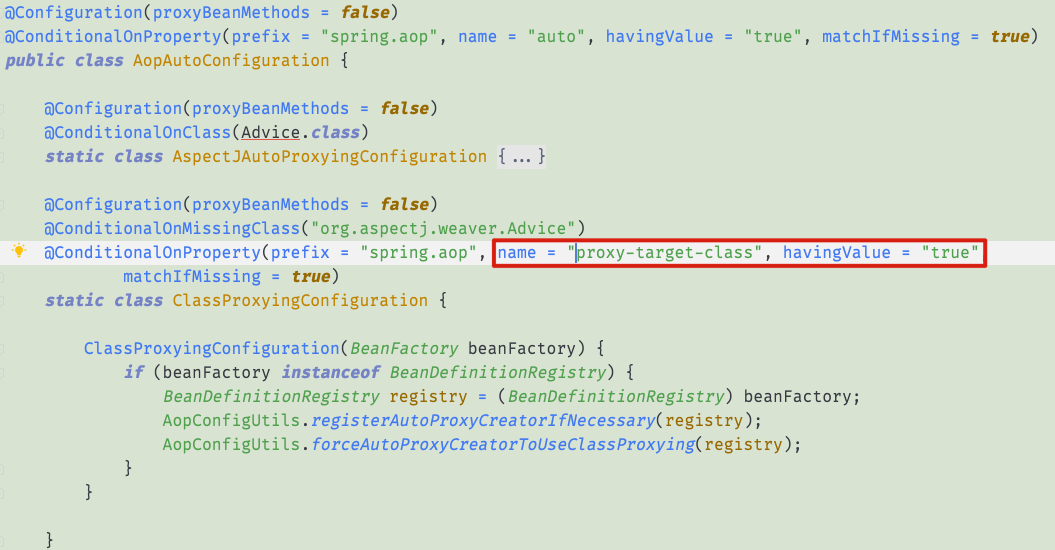 @Configuration(proxyBeanMethods = false)
@ConditionalOnProperty(prefix = "spring.aop", name = "auto", havingValue = "true", matchIfMissing = true)
public class AopAutoConfiguration {
@Configuration(proxyBeanMethods = false)
@ConditionalOnClass(Advice.class)
static class AspectJAutoProxyingConfiguration {...}
@Configuration(proxyBeanMethods = false)
@ConditionalOnMissingClass("org.aspectj.weaver.Advice")
@ConditionalOnProperty(prefix = "spring.aop", name = "proxy-target-class", havingValue = "true"
matchIfMissing = true)
static class ClassProxyingConfiguration {
ClassProxyingConfiguration(BeanFactory beanFactory) {
if (beanFactory instanceof BeanDefinitionRegistry) {
BeanDefinitionRegistry registry = (BeanDefinitionRegistry) beanFactory;
AopConfigUtils.registerAutoProxyCreatorIfNecessary(registry);
AopConfigUtils.forceAutoProxyCreatorToUseClassProxying(registry);
}
}
}